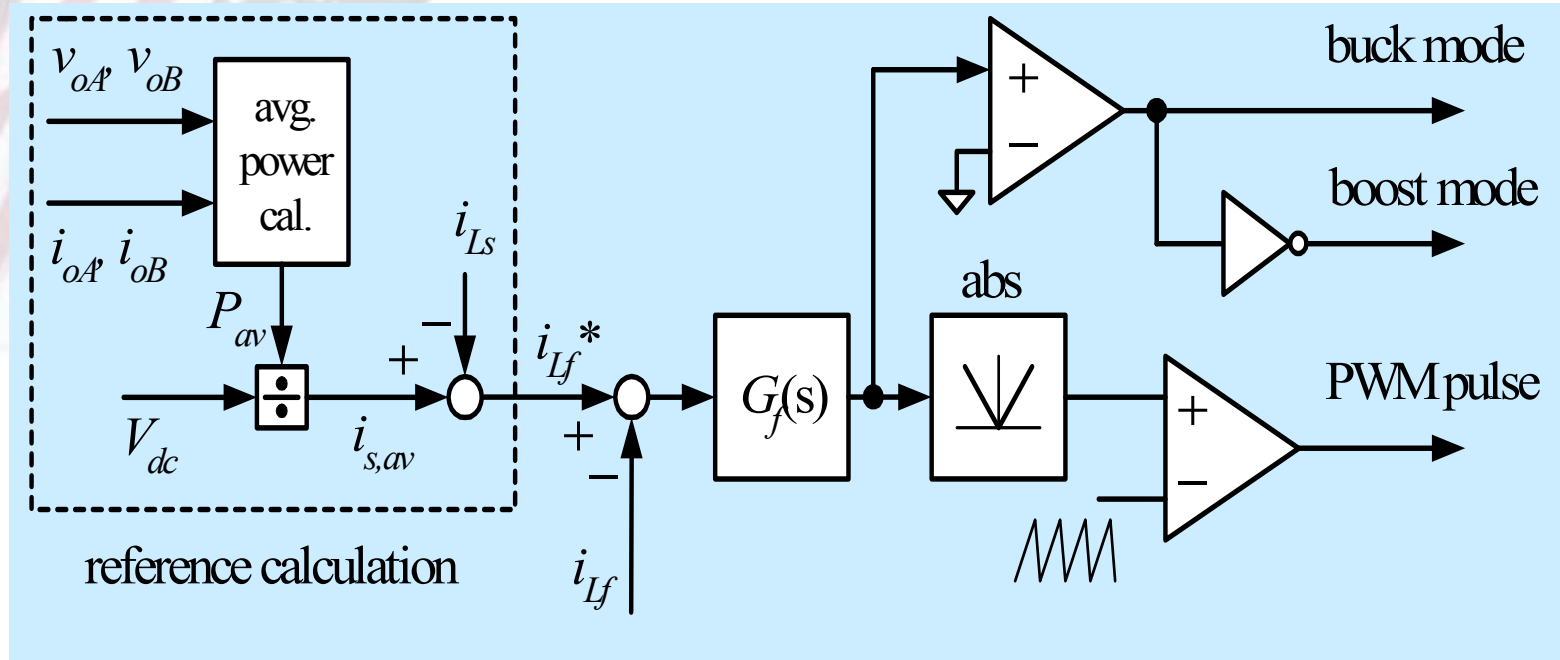 v_oA, v_oB
i_oA, i_oB
avg.
power
cal.
P_av
÷
V_dc
i_s,av
+
−
i_Ls
reference calculation
i_Lf*
+
−
i_Lf
G_f(s)
abs
+
−
buck mode
boost mode
+
−
PWM pulse